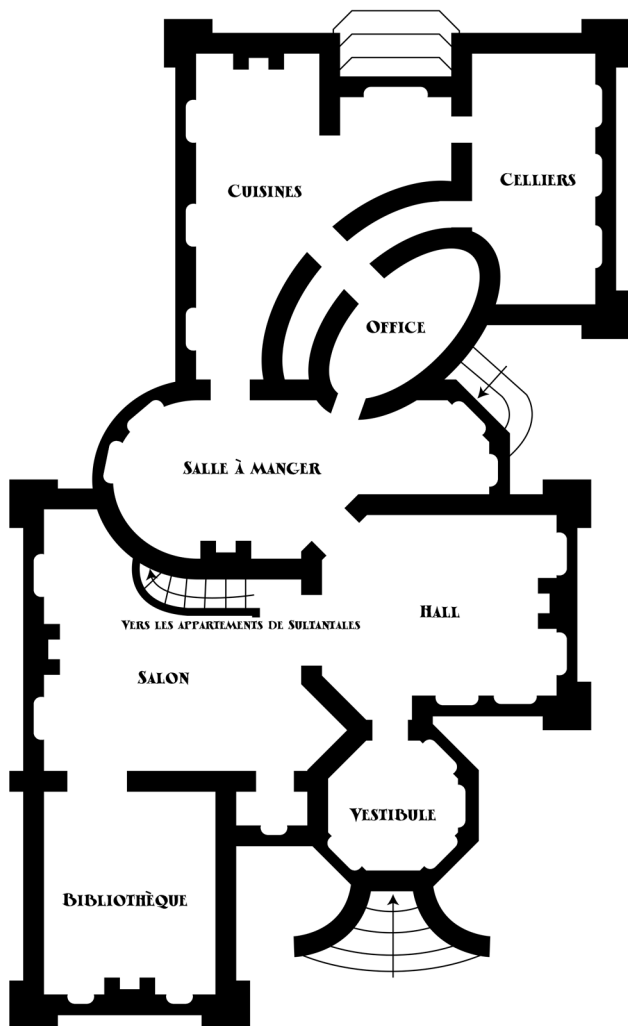 Cuisines
Celliers
Office
Salle à manger
Hall
Vers les appartements de Sultantales
Salon
Vestibule
Bibliothèque